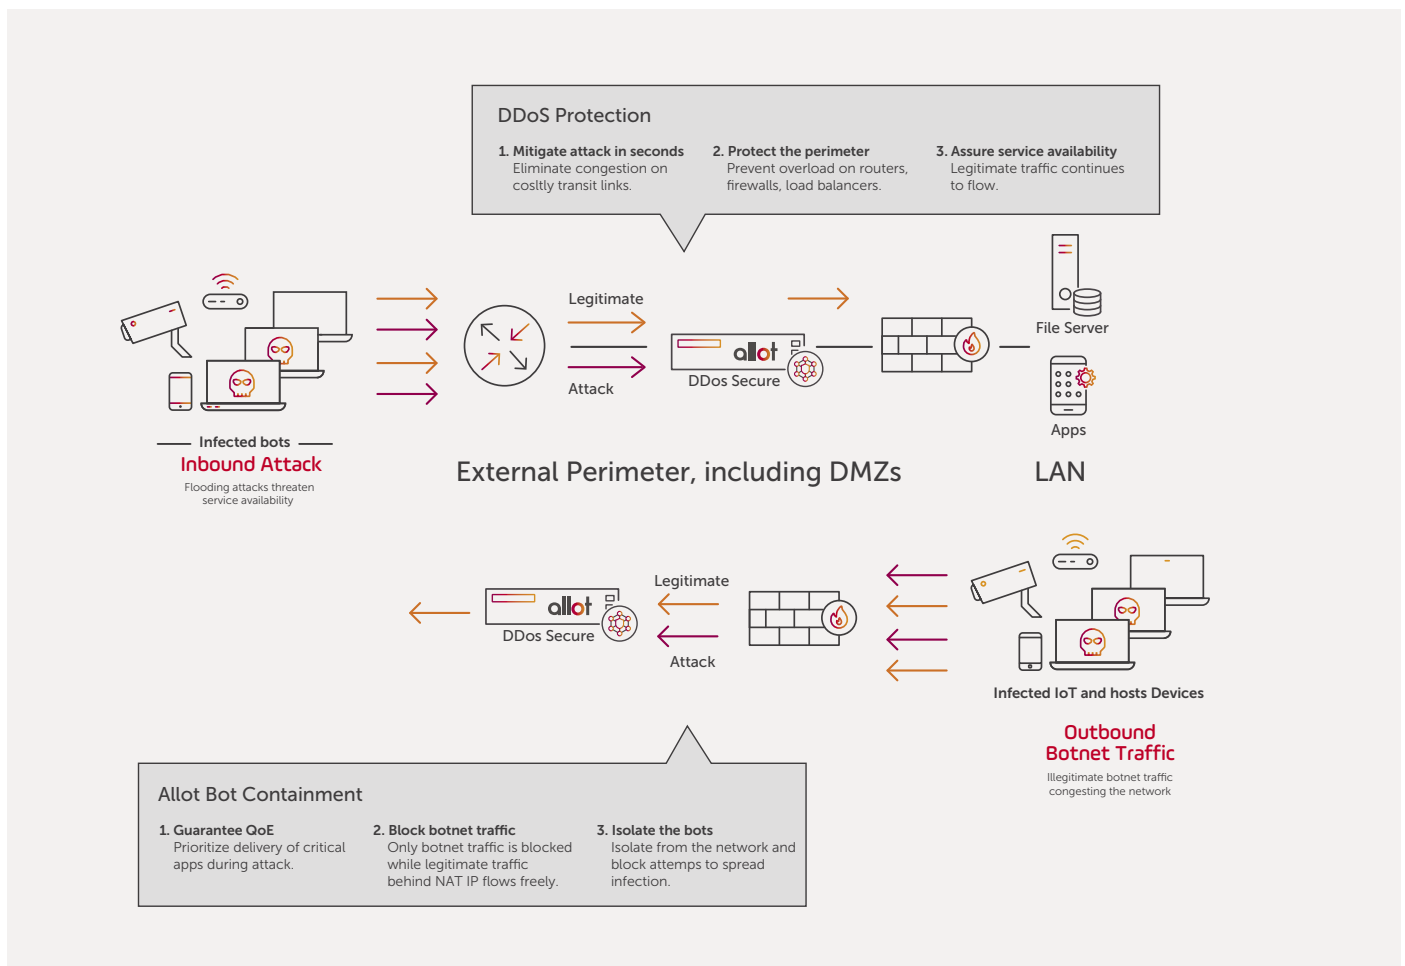 DDoS Protection
1. Mitigate attack in seconds
Eliminate congestion on
cosltly transit links.
2. Protect the perimeter
Prevent overload on routers,
firewalls, load balancers.
3. Assure service availability
Legitimate traffic continues
to flow.
Legitimate
Attack
allot
DDos Secure
File Server
Apps
Infected bots
Inbound Attack
Flooding attacks threaten
service availability
External Perimeter, including DMZs
LAN
allot
DDos Secure
Legitimate
Attack
Infected IoT and hosts Devices
Outbound
Botnet Traffic
Illegitimate botnet traffic
congesting the network
Allot Bot Containment
1. Guarantee QoE
Prioritize delivery of critical
apps during attack.
2. Block botnet traffic
Only botnet traffic is blocked
while legitimate traffic
behind NAT IP flows freely.
3. Isolate the bots
Isolate from the network and
block attemps to spread
infection.